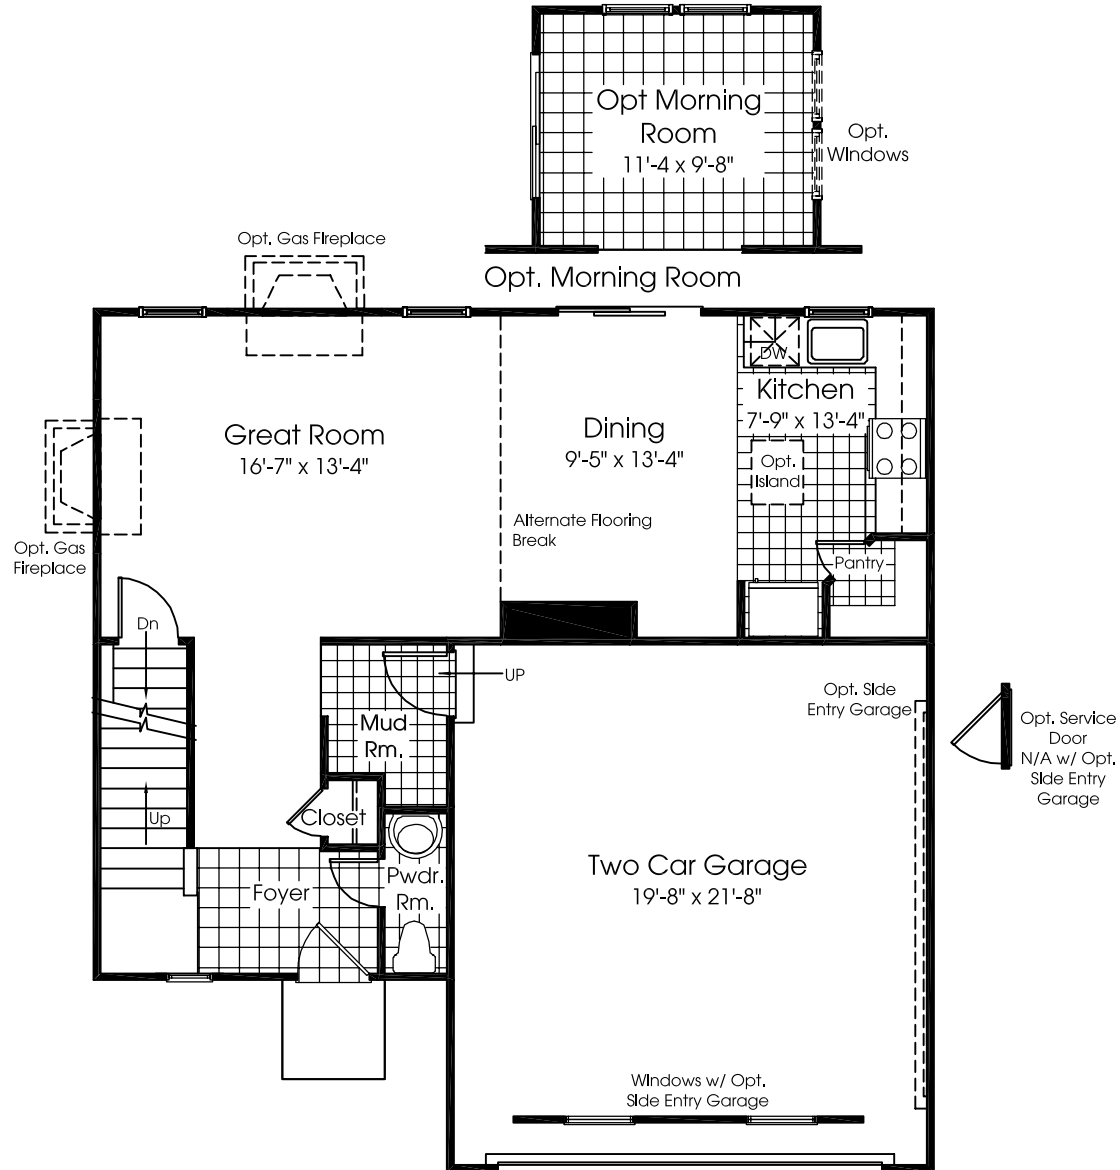 Opt Morning
Room
11'-4 x 9'-8"
Opt.
Windows
Opt. Gas Fireplace
Opt. Morning Room
DW
Kitchen
7'-9" x 13'-4"
Great Room
16'-7" x 13'-4"
Dining
9'-5" x 13'-4"
Opt.
Island
Alternate Flooring
Break
Opt. Gas
Fireplace
Pantry
Dn
UP
Opt. Side
Entry Garage
Mud
Rm.
Opt. Service
Door
N/A w/ Opt.
Side Entry
Garage
Up
Closet
Two Car Garage
19'-8" x 21'-8"
Foyer
Pwdr.
Rm.
Windows w/ Opt.
Side Entry Garage